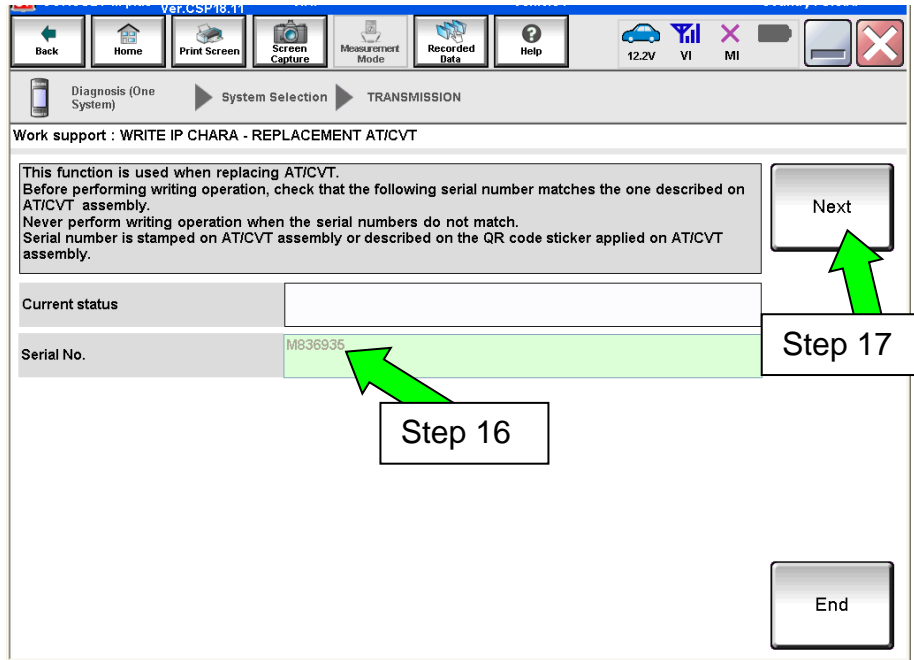 Ver.CSP18.11
Back
Home
Print Screen
Screen
Capture
Measurement
Mode
Recorded
Data
Help
12.2V
VI
MI
Diagnosis (One
System)
System Selection
TRANSMISSION
Work support : WRITE IP CHARA - REPLACEMENT AT/CVT
This function is used when replacing AT/CVT.
Before performing writing operation, check that the following serial number matches the one described on
AT/CVT assembly.
Never perform writing operation when the serial numbers do not match.
Serial number is stamped on AT/CVT assembly or described on the QR code sticker applied on AT/CVT
assembly.
Next
Current status
Step 17
Serial No.
M836935
Step 16
End